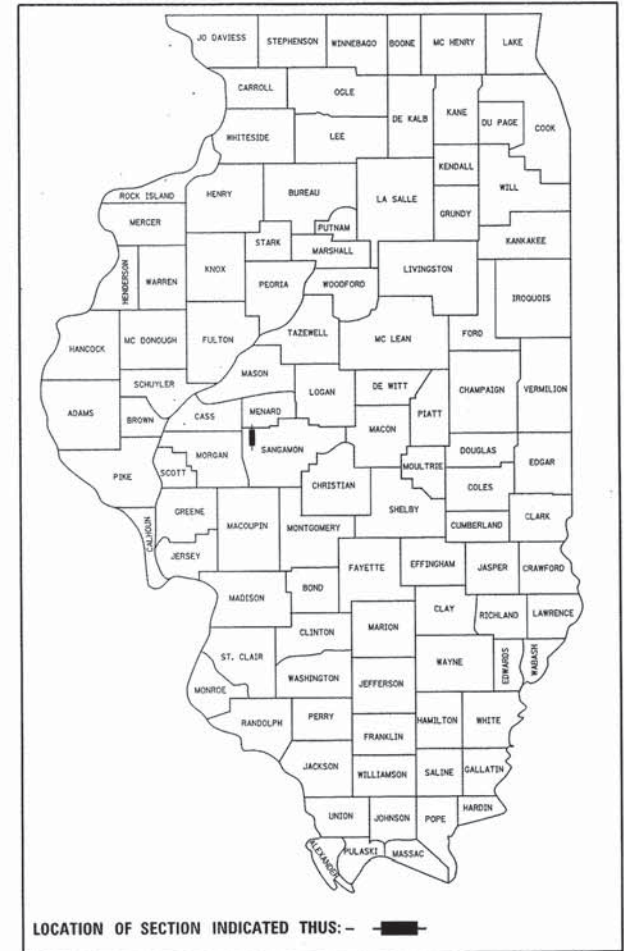 JO DAVIESS STEPHENSON WINNEBAGO BOONE MC HENRY LAKE
CARROLL OGLE DE KALB KANE DU PAGE COOK
WHITESIDE LEE KENDALL WILL
ROCK ISLAND HENRY BUREAU LA SALLE GRUNDY
MERCER PUTNAM KANKAKEE
STARK MARSHALL LIVINGSTON
HENDERSON WARREN KNOX PEORIA WOODFORD IROQUOIS
HANCOCK MC DONOUGH FULTON TAZEWELL MC LEAN FORD
MASON
SCHUYLER LOGAN DE WITT CHAMPAIGN VERMILION
ADAMS BROWN CASS MENARD MACON PIATT
MORGAN SANGAMON DOUGLAS EDGAR
PIKE SCOTT CHRISTIAN MOULTRIE COLES
GREENE MACOUPIN MONTGOMERY SHELBY CUMBERLAND CLARK
CALHOUN JERSEY
FAYETTE EFFINGHAM JASPER CRAWFORD
MADISON BOND
CLAY RICHLAND LAWRENCE
CLINTON MARION
ST. CLAIR WAYNE EDWARDS WABASH
WASHINGTON JEFFERSON
MONROE
RANDOLPH PERRY HAMILTON WHITE
FRANKLIN
JACKSON WILLIAMSON SALINE GALLATIN
UNION JOHNSON POPE HARDIN
ALEXANDER PULASKI MASSAC
LOCATION OF SECTION INDICATED THUS: –